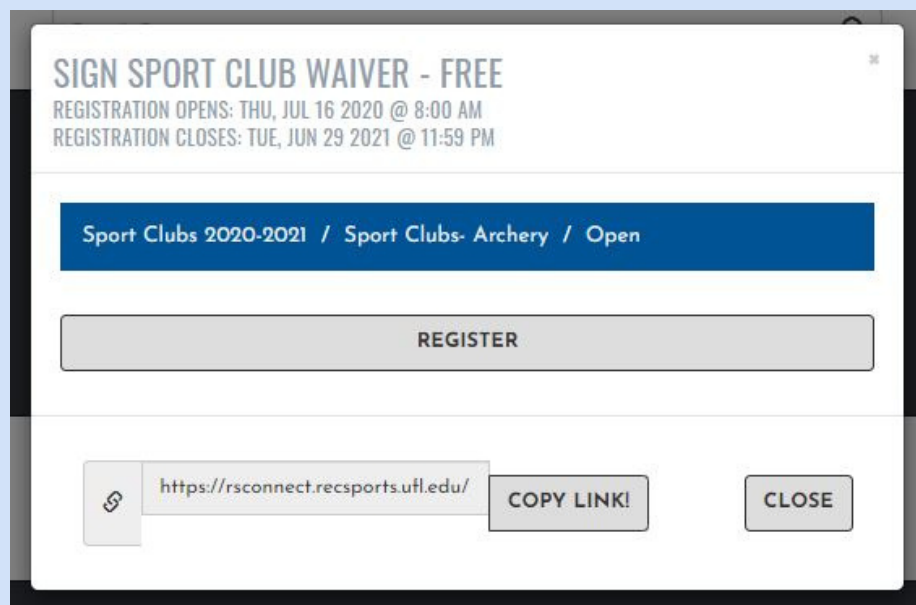 SIGN SPORT CLUB WAIVER - FREE
REGISTRATION OPENS: THU, JUL 16 2020 @ 8:00 AM
REGISTRATION CLOSES: TUE, JUN 29 2021 @ 11:59 PM
Sport Clubs 2020-2021 / Sport Clubs- Archery / Open
REGISTER
https://rsconnect.recsports.ufl.edu/
COPY LINK!
CLOSE